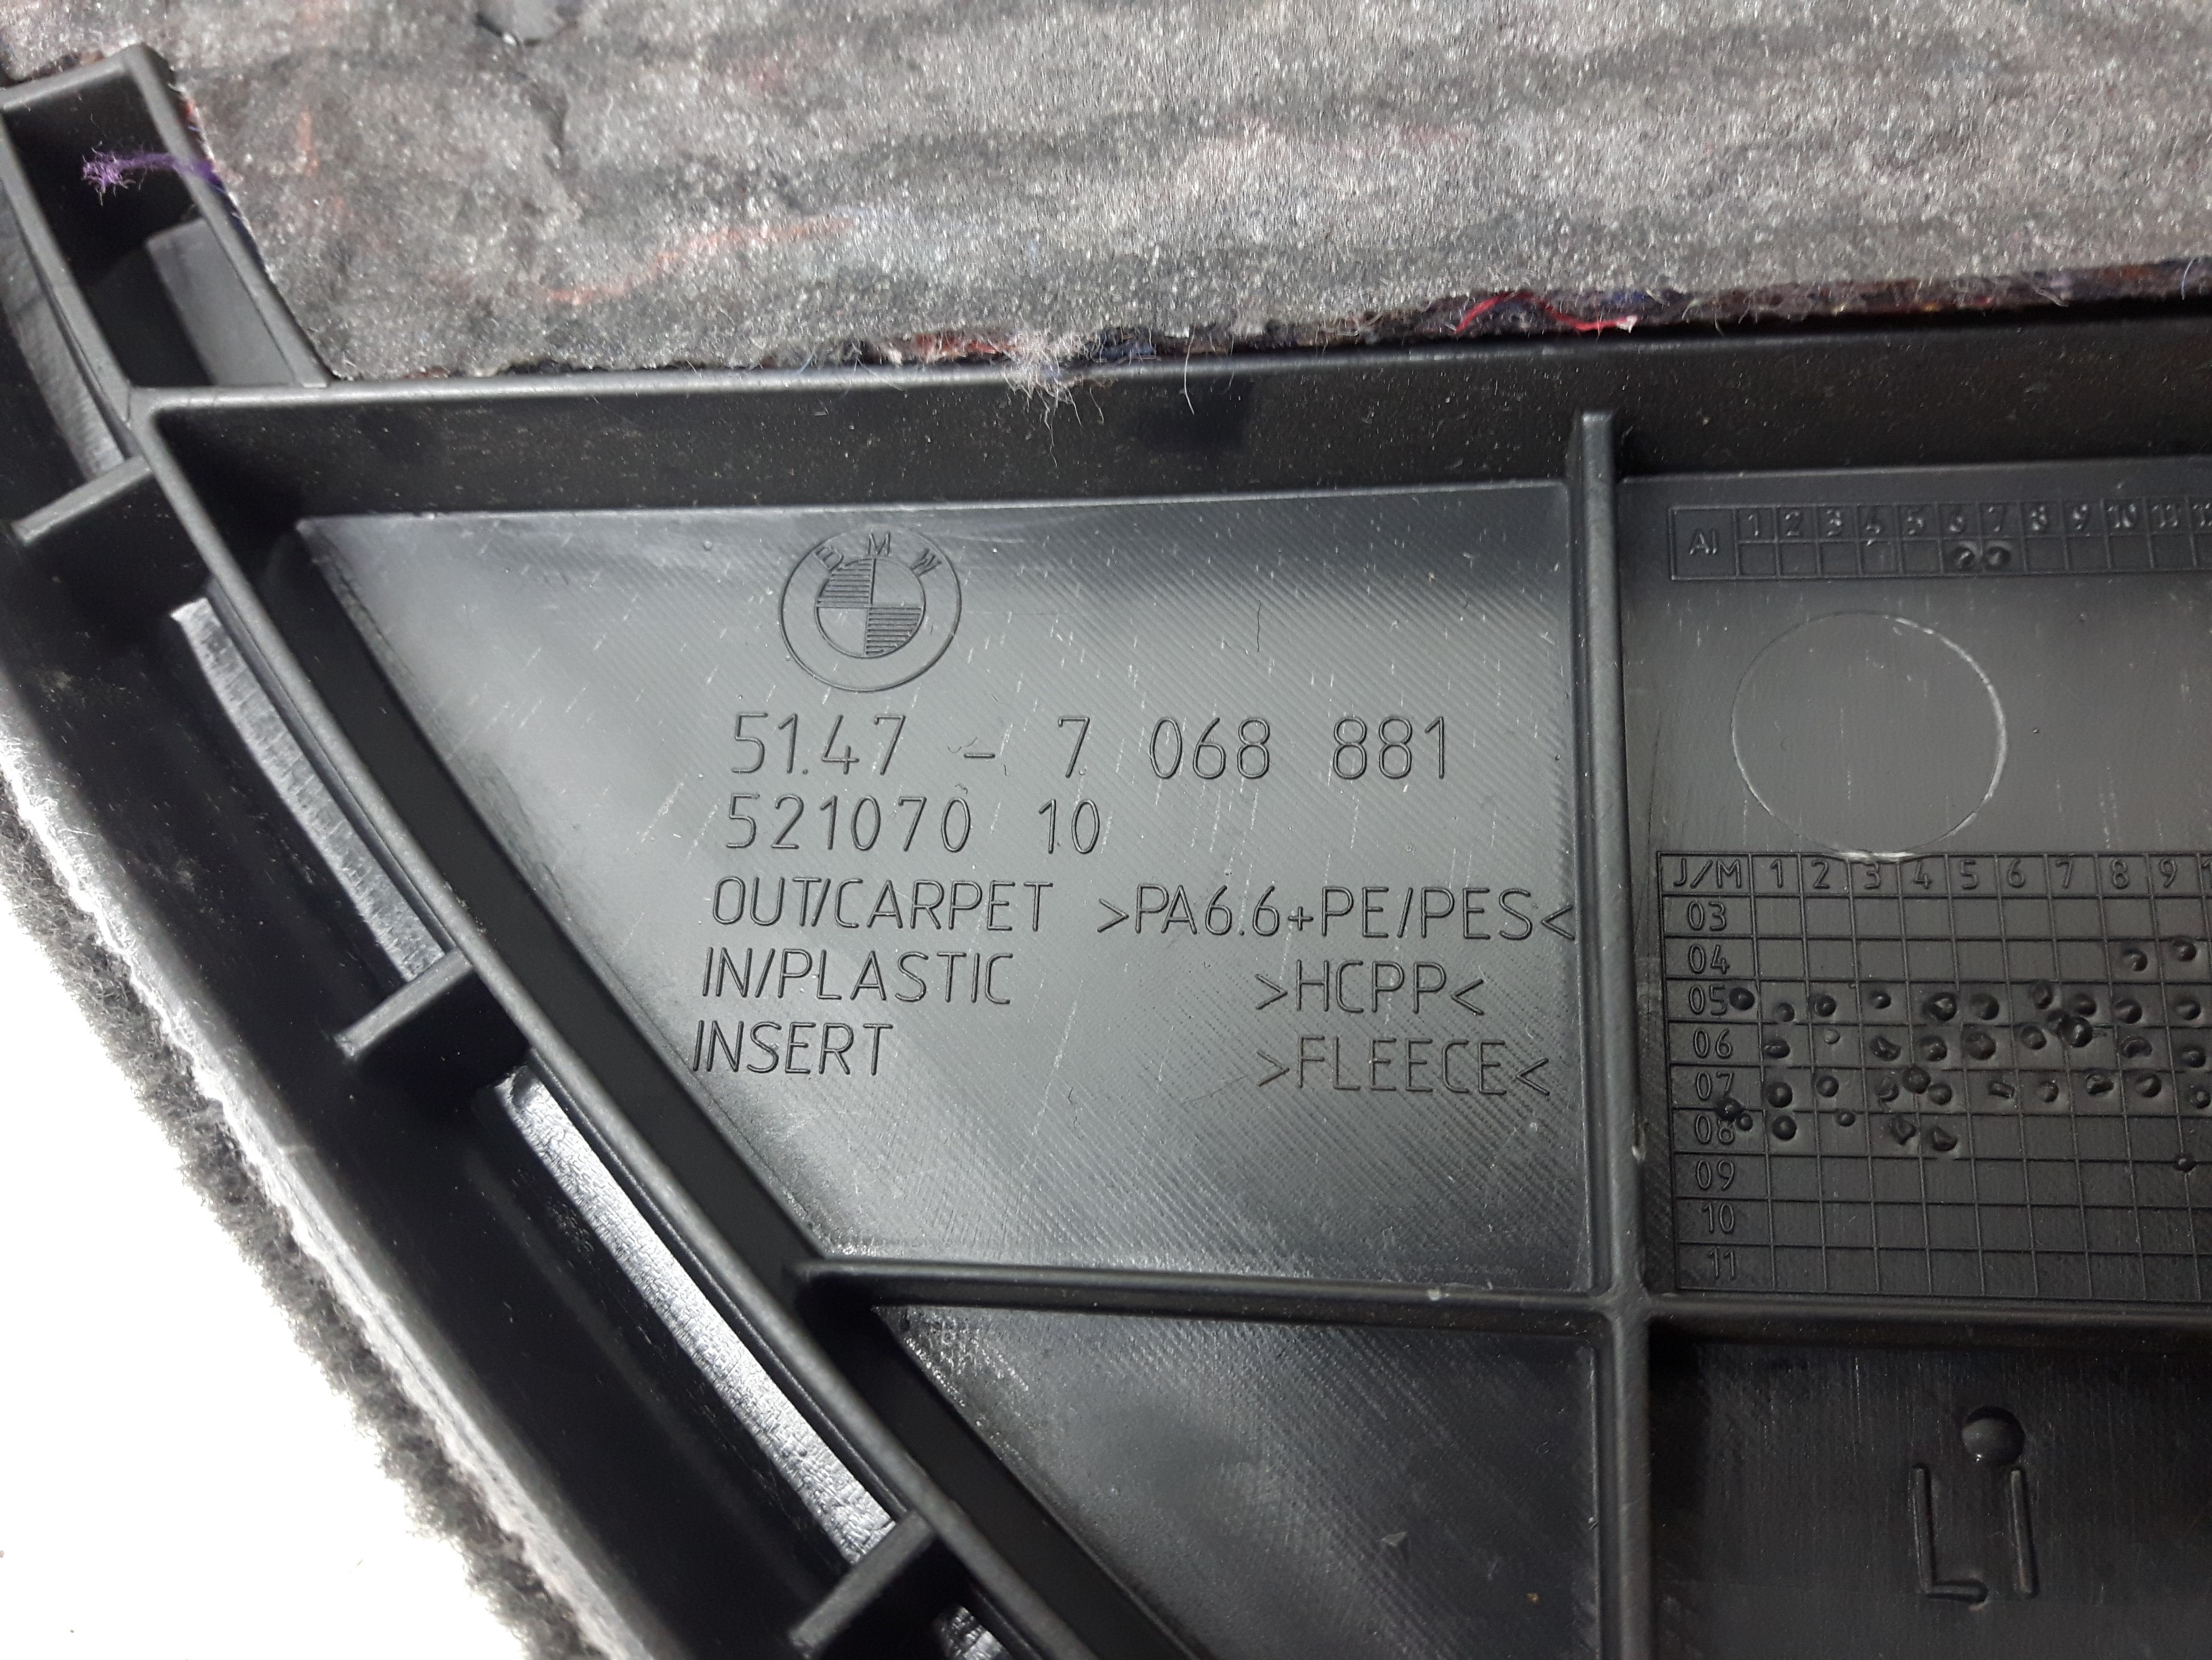 BMW
51.47 - 7 068 881
521070 10
OUT/CARPET >PA6.6+PE/PES<
IN/PLASTIC >HCPP<
INSERT >FLEECE<
AI 1 2 3 4 5 6 7 8 9 10 11
J/M 1 2 3 4 5 6 7 8 9
03
04
05
06
07
08
09
10
11
LI